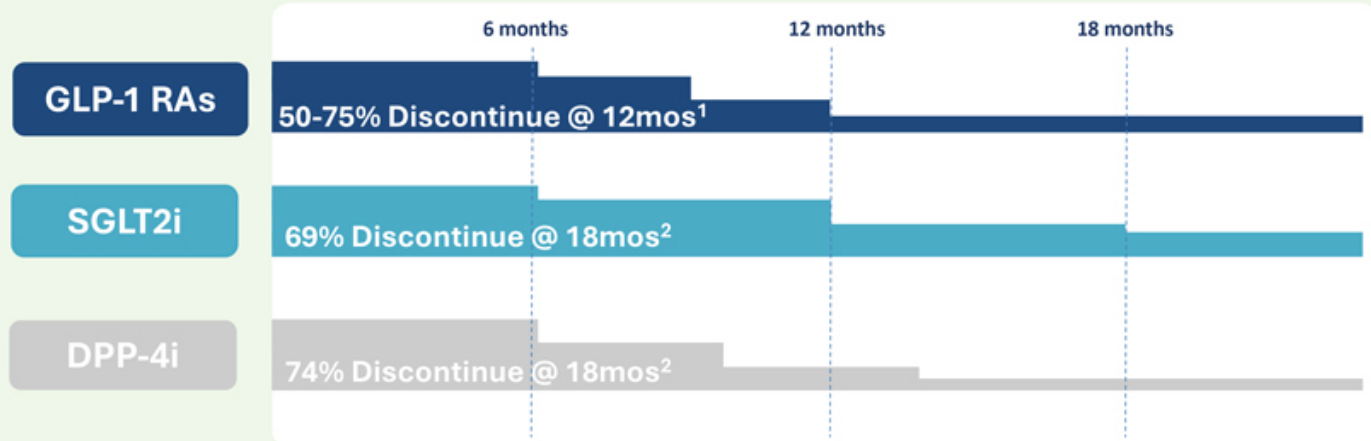 6 months 12 months 18 months
GLP-1 RAs
50-75% Discontinue @ 12mos¹
SGLT2i
69% Discontinue @ 18mos²
DPP-4i
74% Discontinue @ 18mos²